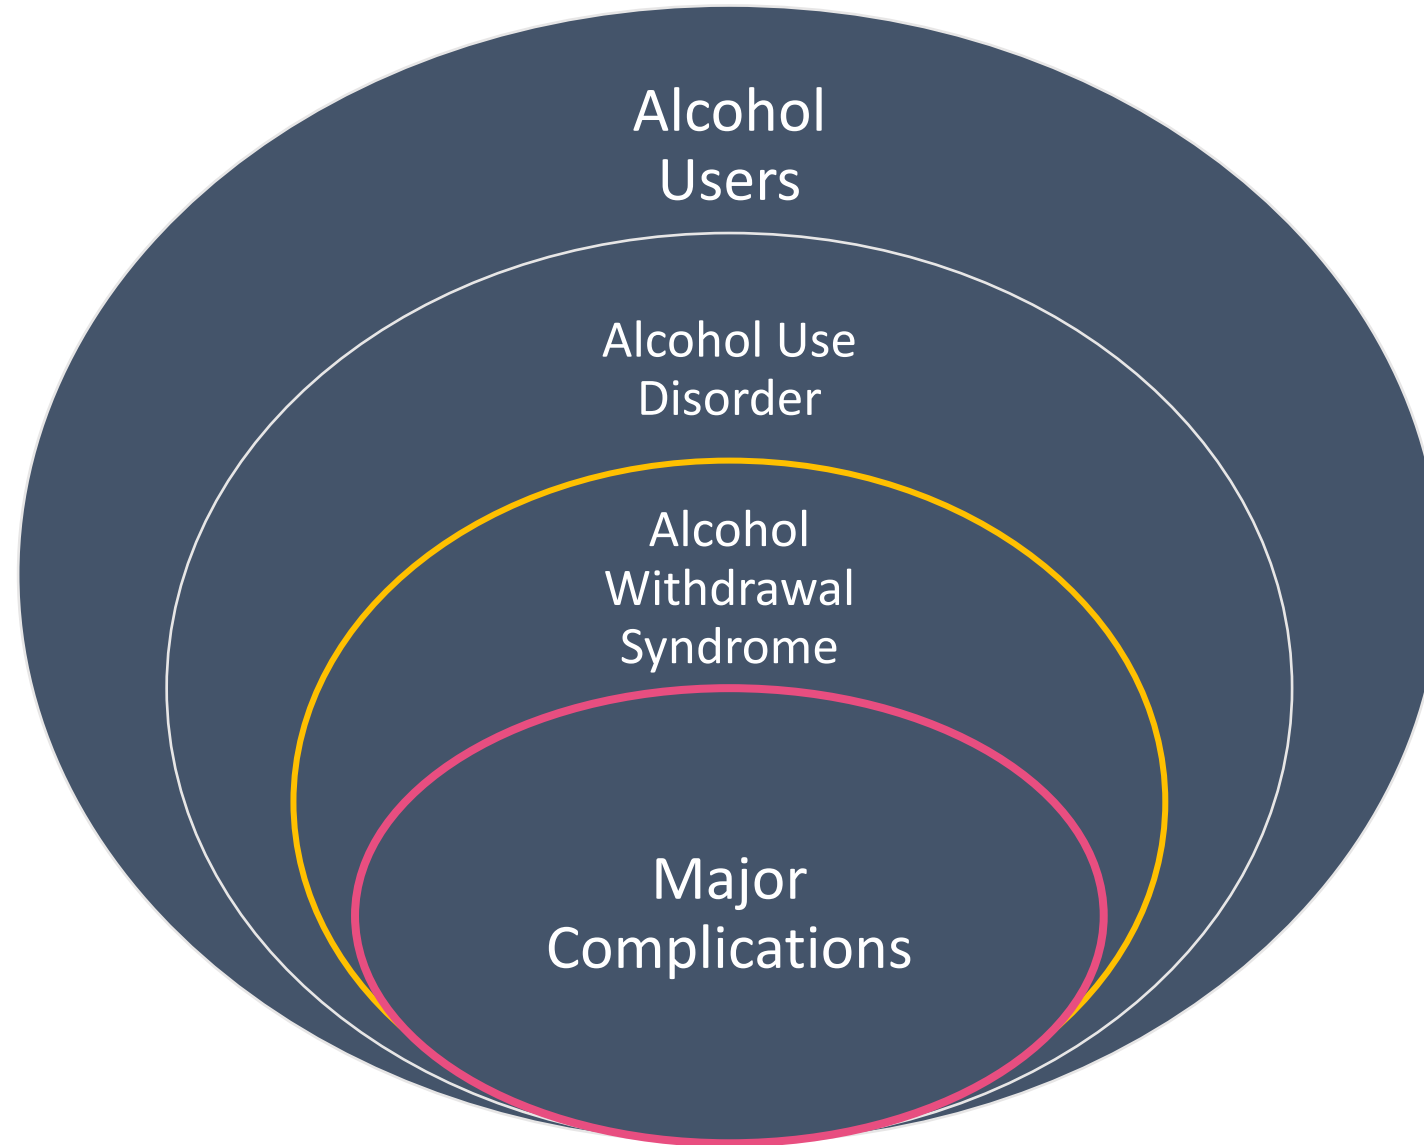 Alcohol
Users
Alcohol Use
Disorder
Alcohol
Withdrawal
Syndrome
Major
Complications